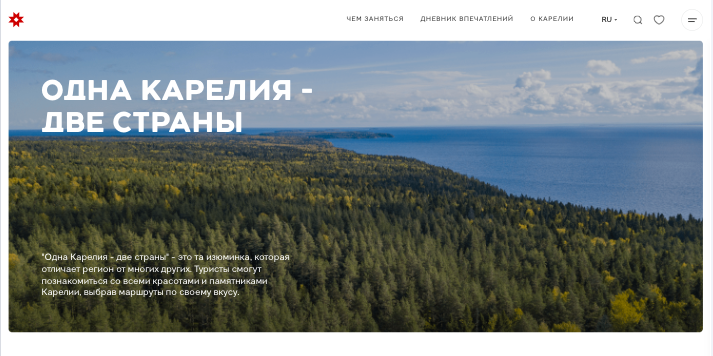 ЧЕМ ЗАНЯТЬСЯ ДНЕВНИК ВПЕЧАТЛЕНИЙ О КАРЕЛИИ RU
ОДНА КАРЕЛИЯ -
ДВЕ СТРАНЫ
"Одна Карелия - две страны" - это та изюминка, которая
отличает регион от многих других. Туристы смогут
познакомиться со всеми красотами и памятниками
Карелии, выбрав маршруты по своему вкусу.